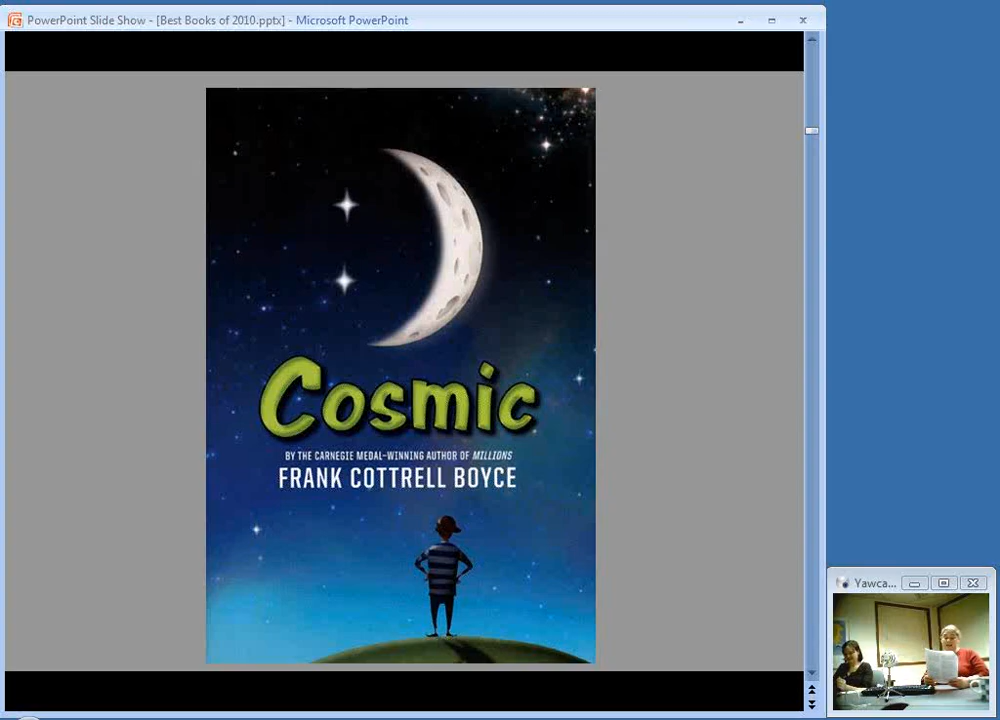 PowerPoint Slide Show - [Best Books of 2010.pptx] - Microsoft PowerPoint
Cosmic
BY THE CARNEGIE MEDAL-WINNING AUTHOR OF MILLIONS
FRANK COTTRELL BOYCE
Yawca...